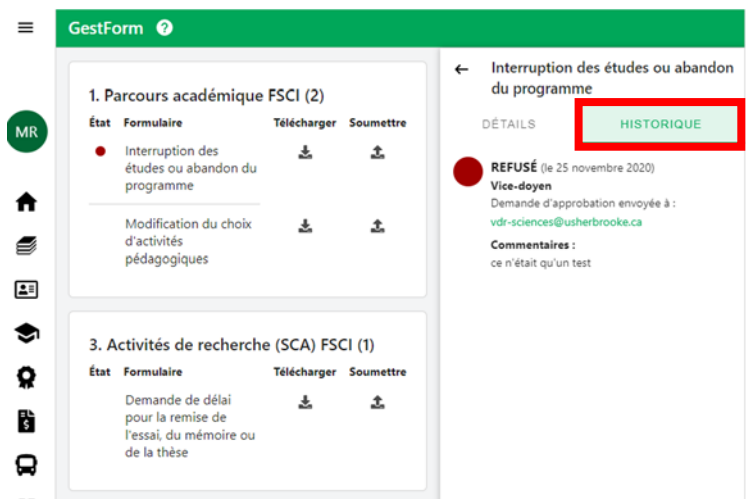 GestForm ?
MR
1. Parcours académique FSCI (2)
État Formulaire Télécharger Soumettre
Interruption des
études ou abandon du
programme
Modification du choix
d'activités
pédagogiques
3. Activités de recherche (SCA) FSCI (1)
État Formulaire Télécharger Soumettre
Demande de délai
pour la remise de
l'essai, du mémoire ou
de la thèse
Interruption des études ou abandon
du programme
DÉTAILS HISTORIQUE
REFUSÉ (le 25 novembre 2020)
Vice-doyen
Demande d'approbation envoyée à :
vdr-sciences@usherbrooke.ca
Commentaires :
ce n'était qu'un test